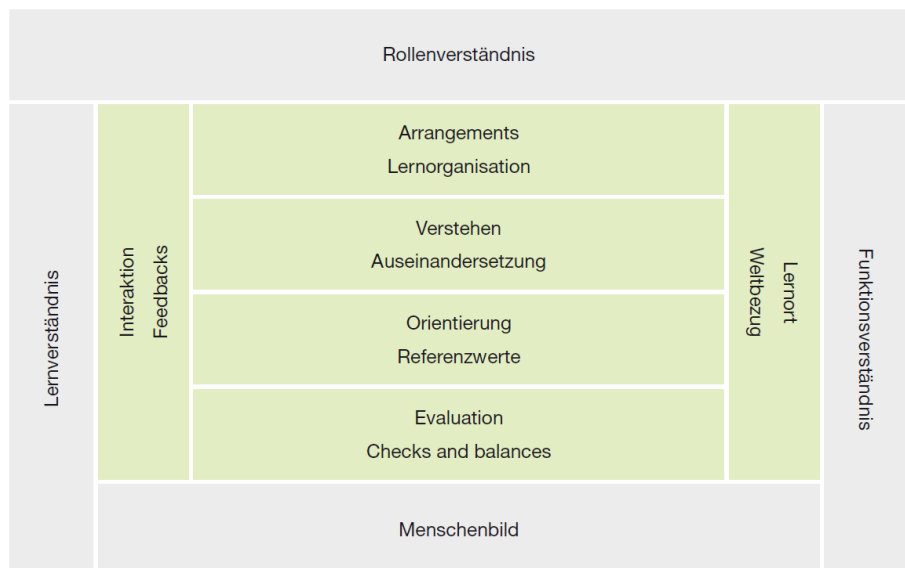 Rollenverständnis
Lernverständnis
Interaktion
Feedbacks
Arrangements
Lernorganisation
Verstehen
Auseinandersetzung
Orientierung
Referenzwerte
Evaluation
Checks and balances
Lernort
Weltbezug
Funktionsverständnis
Menschenbild